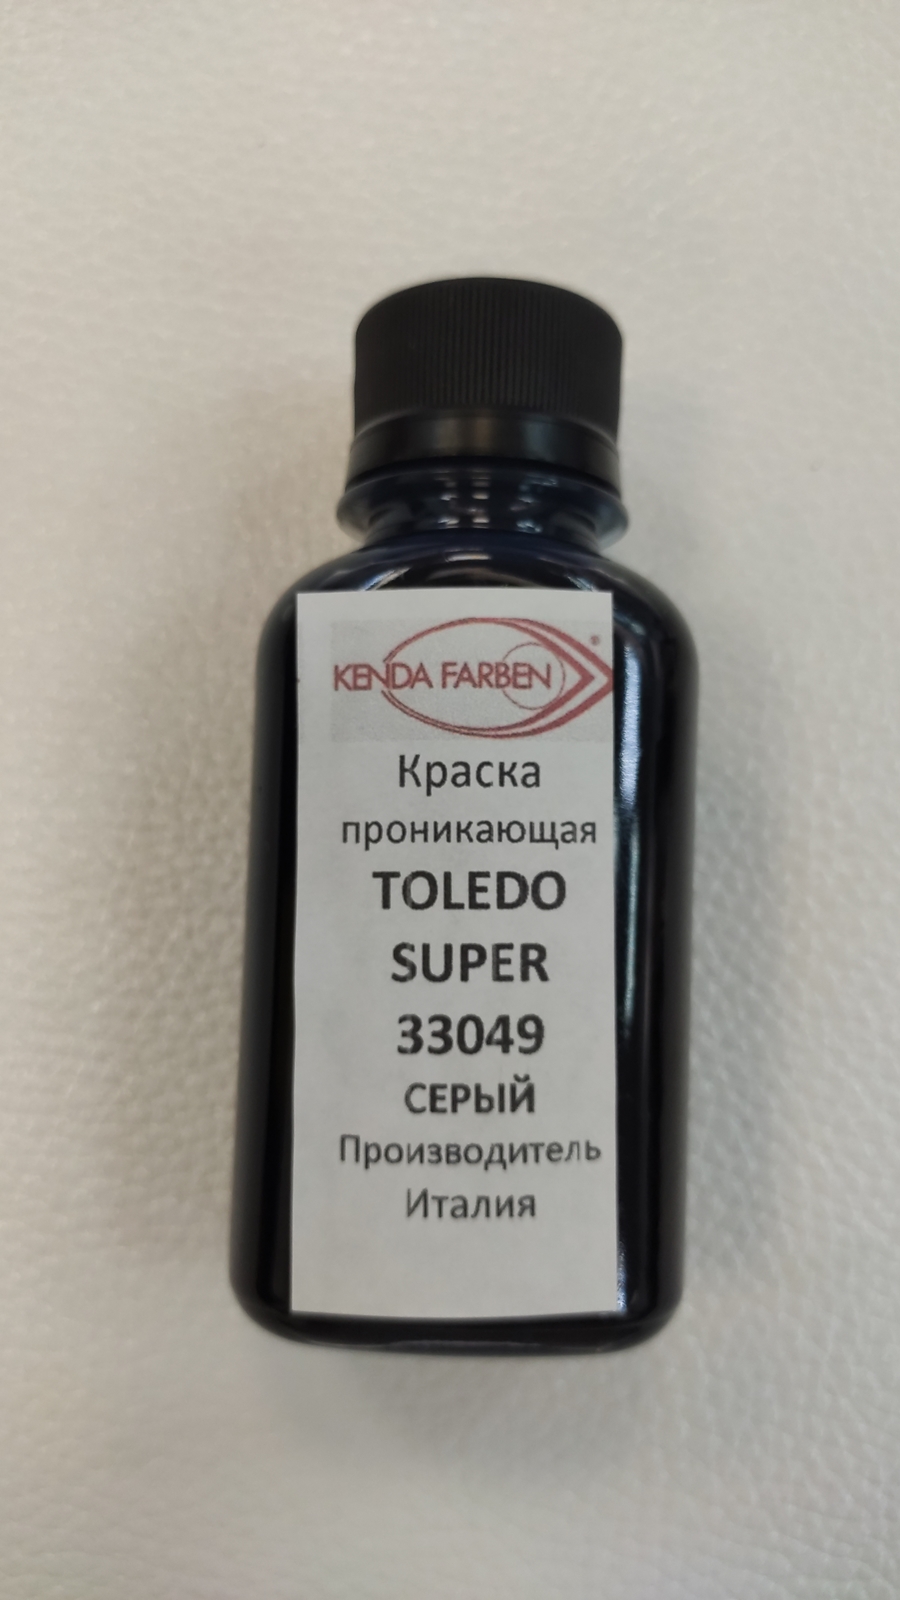 KENDA FARBEN®
Краска
проникающая
TOLEDO
SUPER
33049
СЕРЫЙ
Производитель
Италия